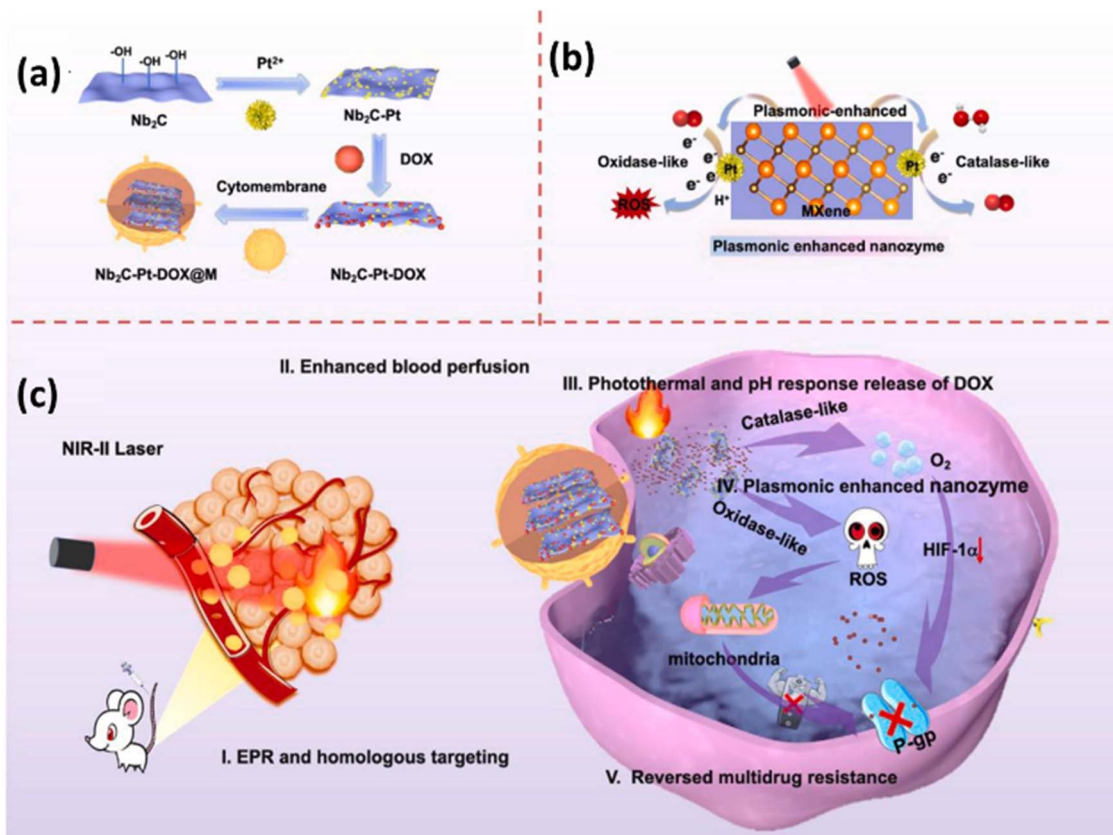 (a)
-OH
-OH
-OH
Pt²⁺
Nb₂C
Nb₂C-Pt
DOX
Cytomembrane
Nb₂C-Pt-DOX@M
Nb₂C-Pt-DOX
(b)
Plasmonic-enhanced
e⁻
e⁻
Oxidase-like
e⁻
Pt
Pt
e⁻
Catalase-like
e⁻
e⁻
H⁺
ROS
MXene
Plasmonic enhanced nanozyme
(c)
II. Enhanced blood perfusion
NIR-II Laser
I. EPR and homologous targeting
III. Photothermal and pH response release of DOX
Catalase-like
O₂
IV. Plasmonic enhanced nanozyme
Oxidase-like
ROS
HIF-1α↓
mitochondria
P-gp
V. Reversed multidrug resistance